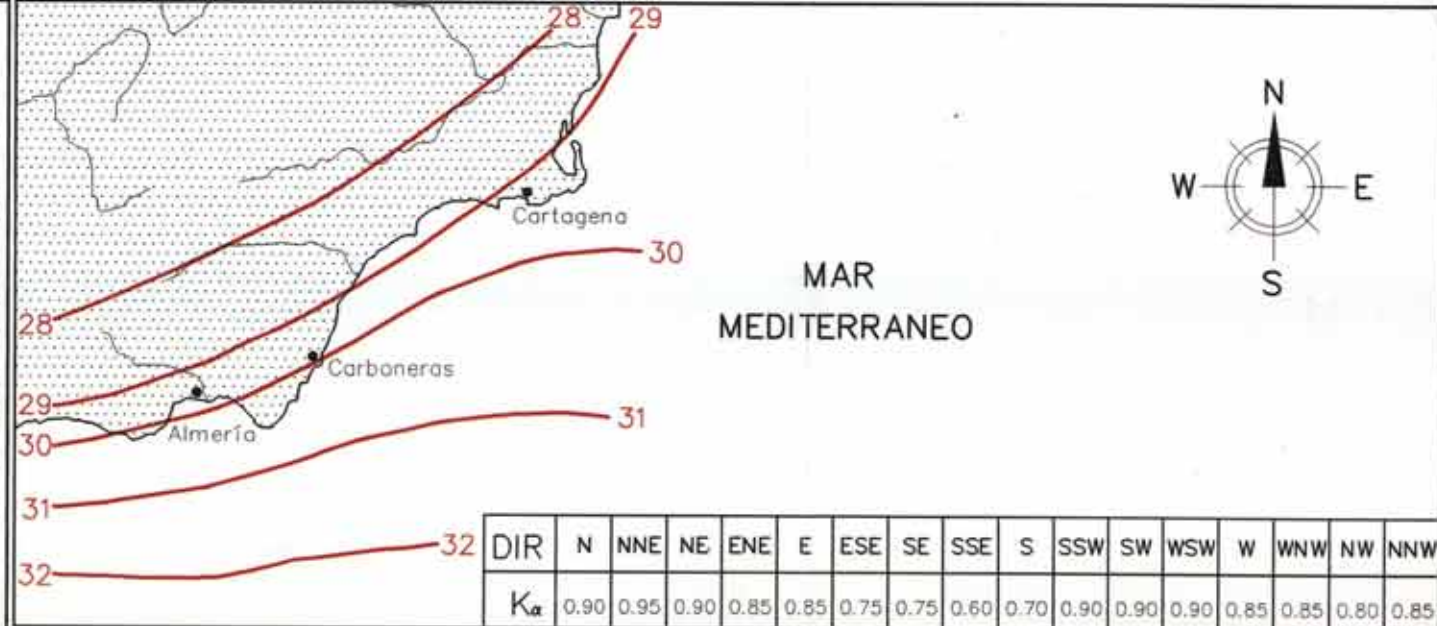 28
29
N
W
E
S
Cartagena
30
MAR
MEDITERRANEO
28
Carboneras
29
31
30
Almería
31
32
32
DIR N NNE NE ENE E ESE SE SSE S SSW SW WSW W WNW NW NNW
Kα 0.90 0.95 0.90 0.85 0.85 0.75 0.75 0.60 0.70 0.90 0.90 0.90 0.85 0.85 0.80 0.85